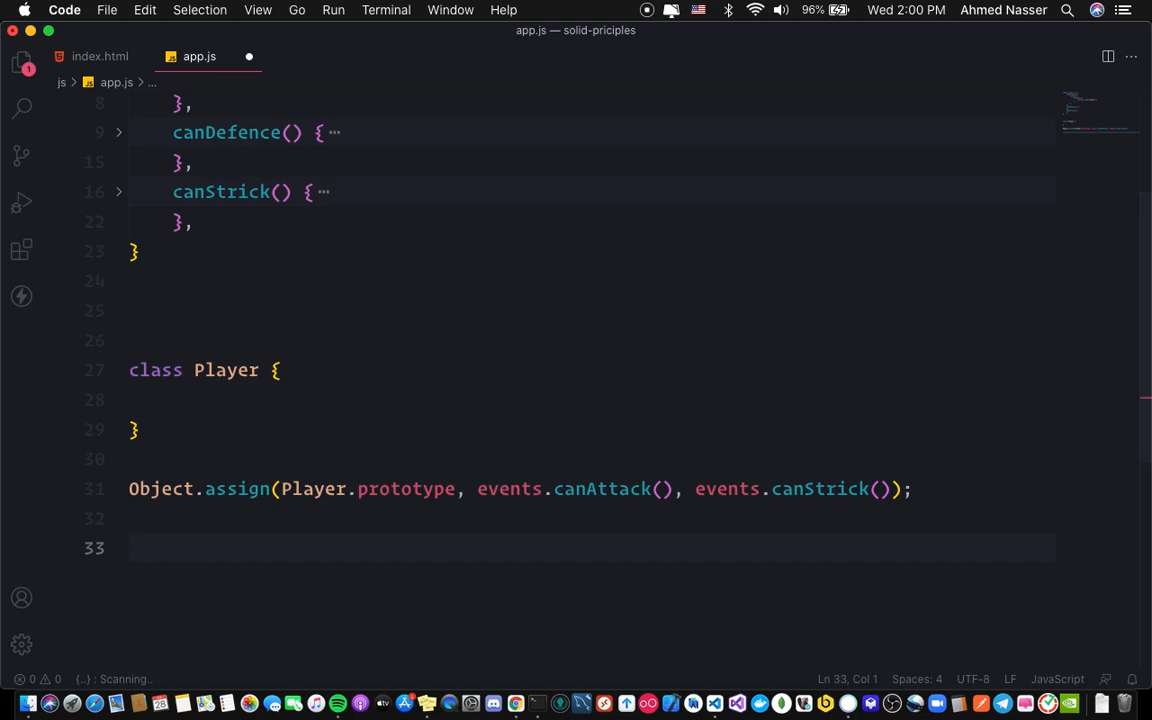 Code File Edit Selection View Go Run Terminal Window Help 96% Wed 2:00 PM Ahmed Nasser
app.js — solid-priciples
1
index.html app.js
js > app.js > ...
8 },
9 canDefence() { ⋯
15 },
16 canStrick() { ⋯
22 },
23 }
24
25
26
27 class Player {
28
29 }
30
31 Object.assign(Player.prototype, events.canAttack(), events.canStrick());
32
33
0 0 {..} : Scanning.. Ln 33, Col 1 Spaces: 4 UTF-8 LF JavaScript